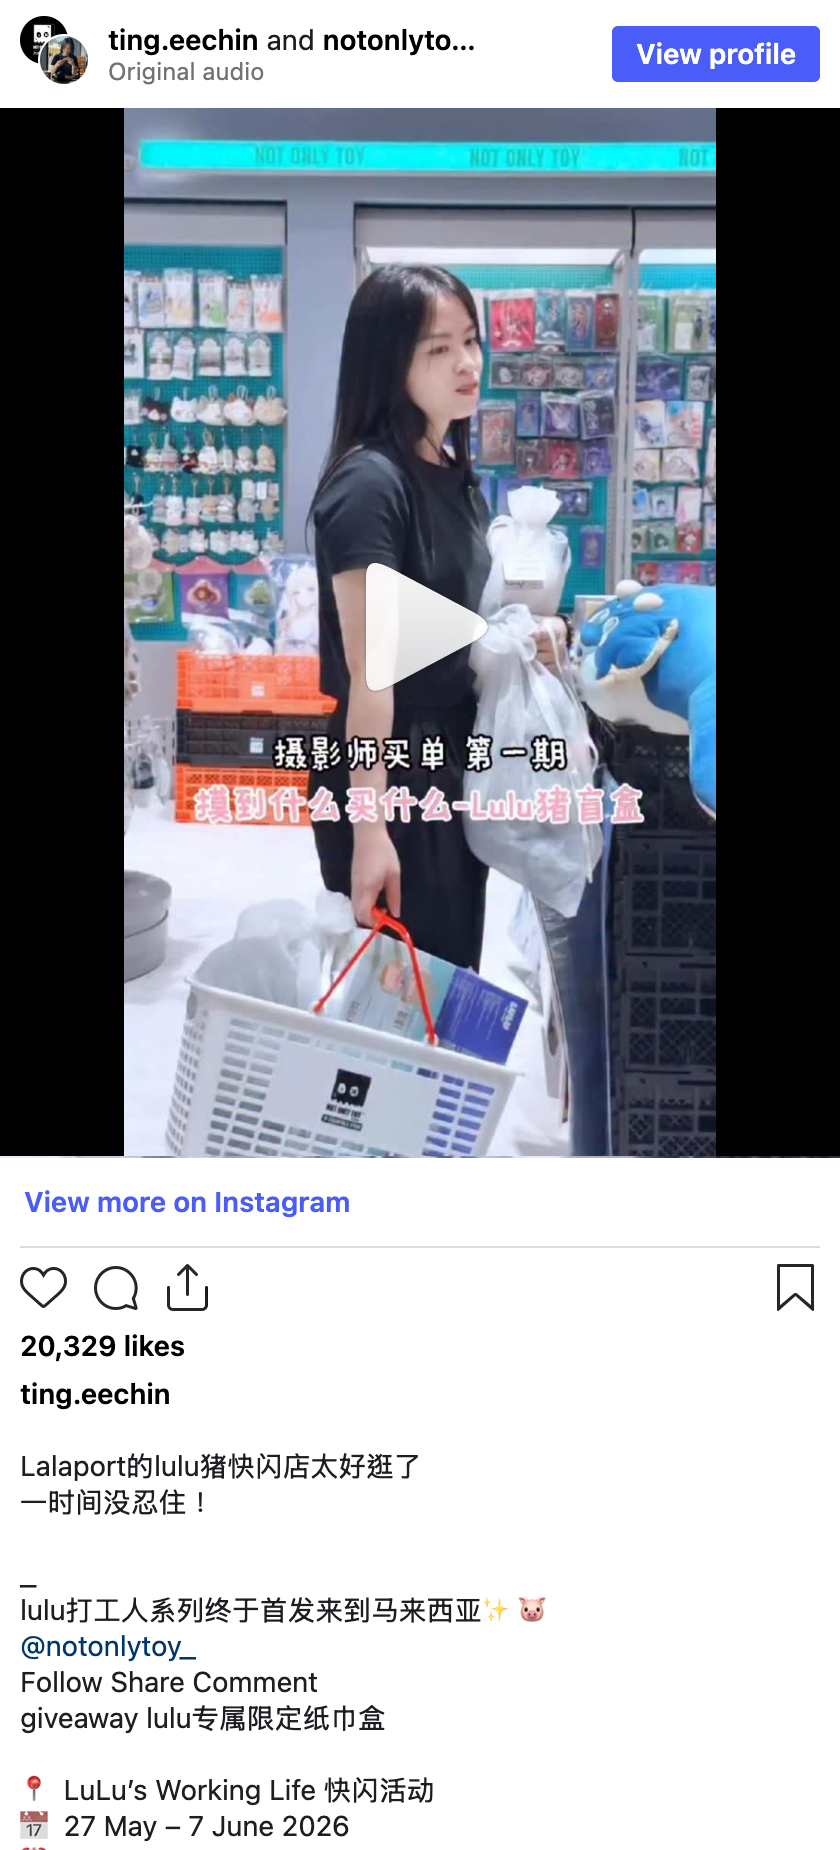 ting.eechin and notonlyto...
Original audio
View profile
NOT ONLY TOY NOT ONLY TOY NOT
摄影师买单 第一期
摸到什么买什么-Lulu猪盲盒
LULU
NOT ONLY TOY
View more on Instagram
20,329 likes
ting.eechin
Lalaport的lulu猪快闪店太好逛了
一时间没忍住！
_
lulu打工人系列终于首发来到马来西亚✨ 🐷
@notonlytoy_
Follow Share Comment
giveaway lulu专属限定纸巾盒
📍 LuLu’s Working Life 快闪活动
📅 27 May – 7 June 2026